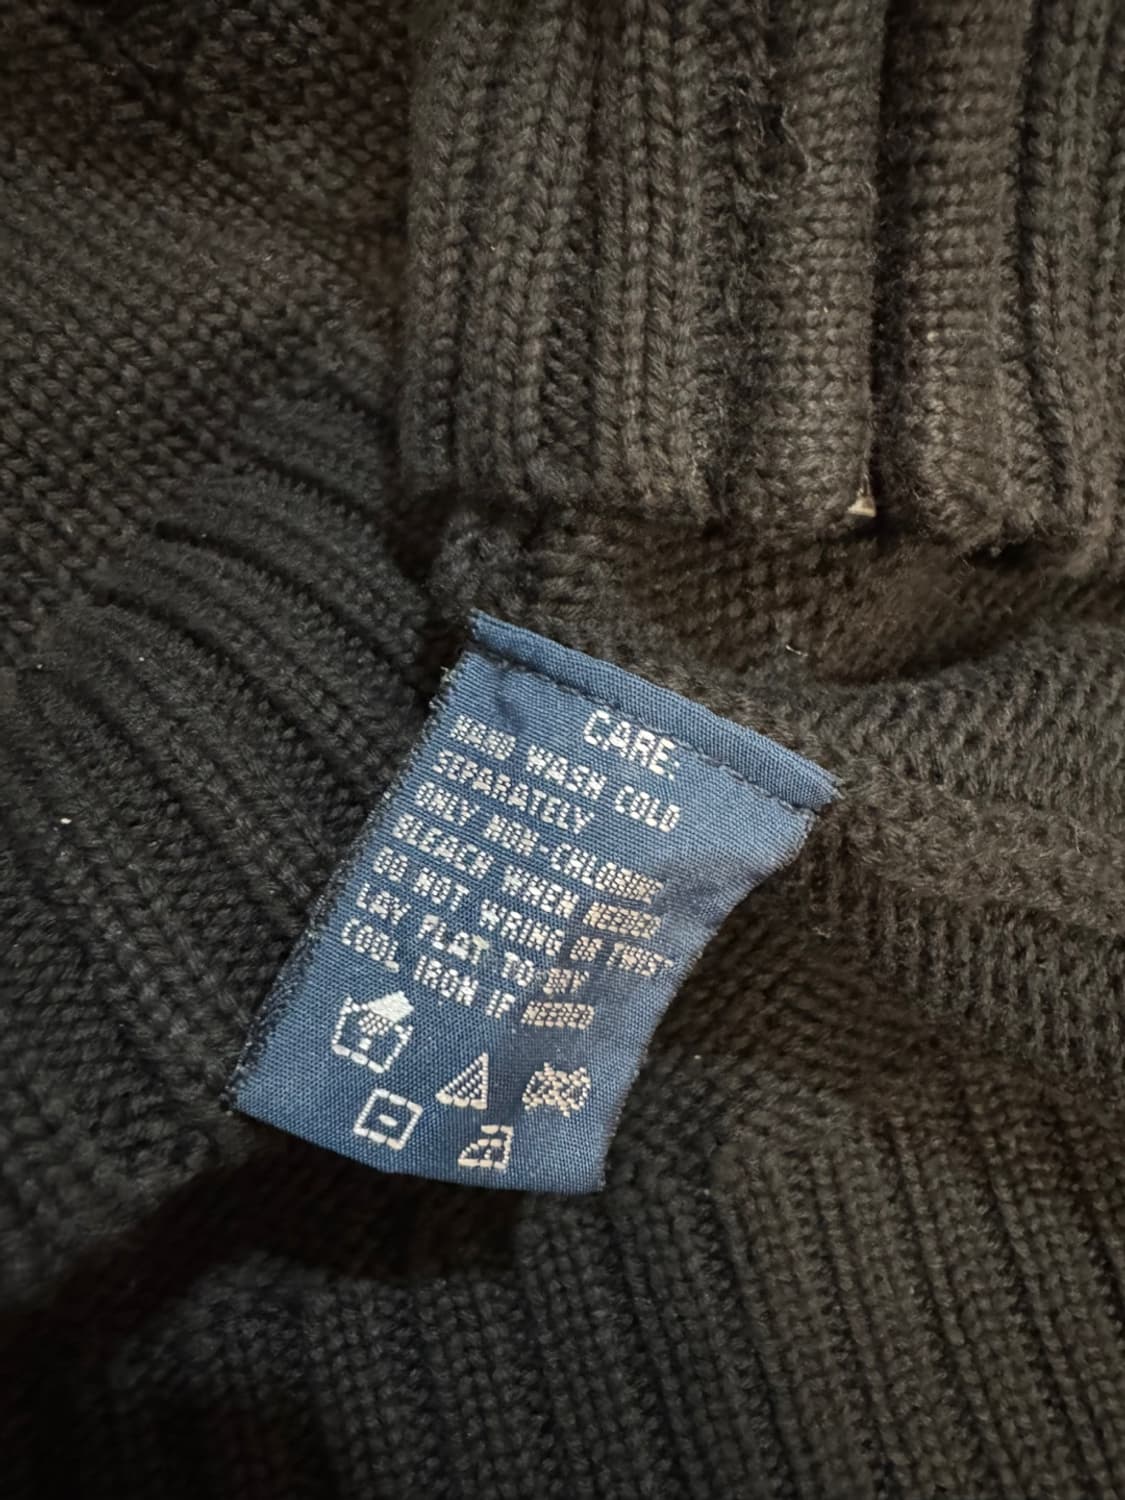 CARE:
HAND WASH COLD
SEPARATELY
ONLY NON-CHLORINE
BLEACH WHEN NEEDED
DO NOT WRING OR TWIST
LAY FLAT TO DRY
COOL IRON IF NEEDED